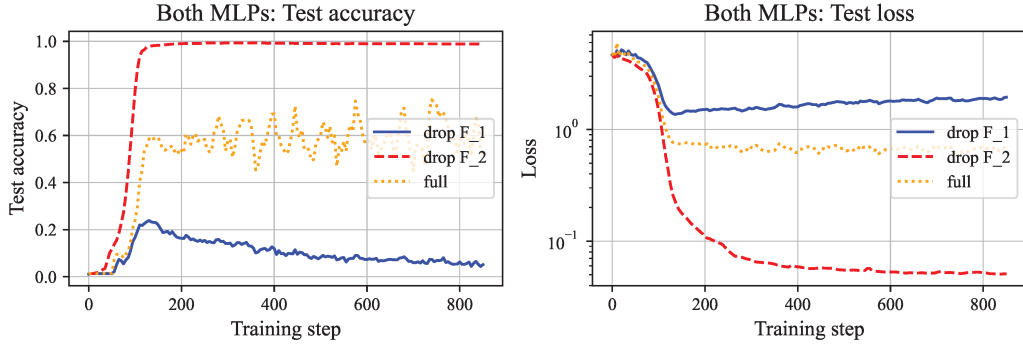 Both MLPs: Test accuracy
Test accuracy
1.0
0.8
0.6
0.4
0.2
0.0
drop F_1
drop F_2
full
0
200
400
600
800
Training step
Both MLPs: Test loss
Loss
10^0
10^−1
drop F_1
drop F_2
full
0
200
400
600
800
Training step